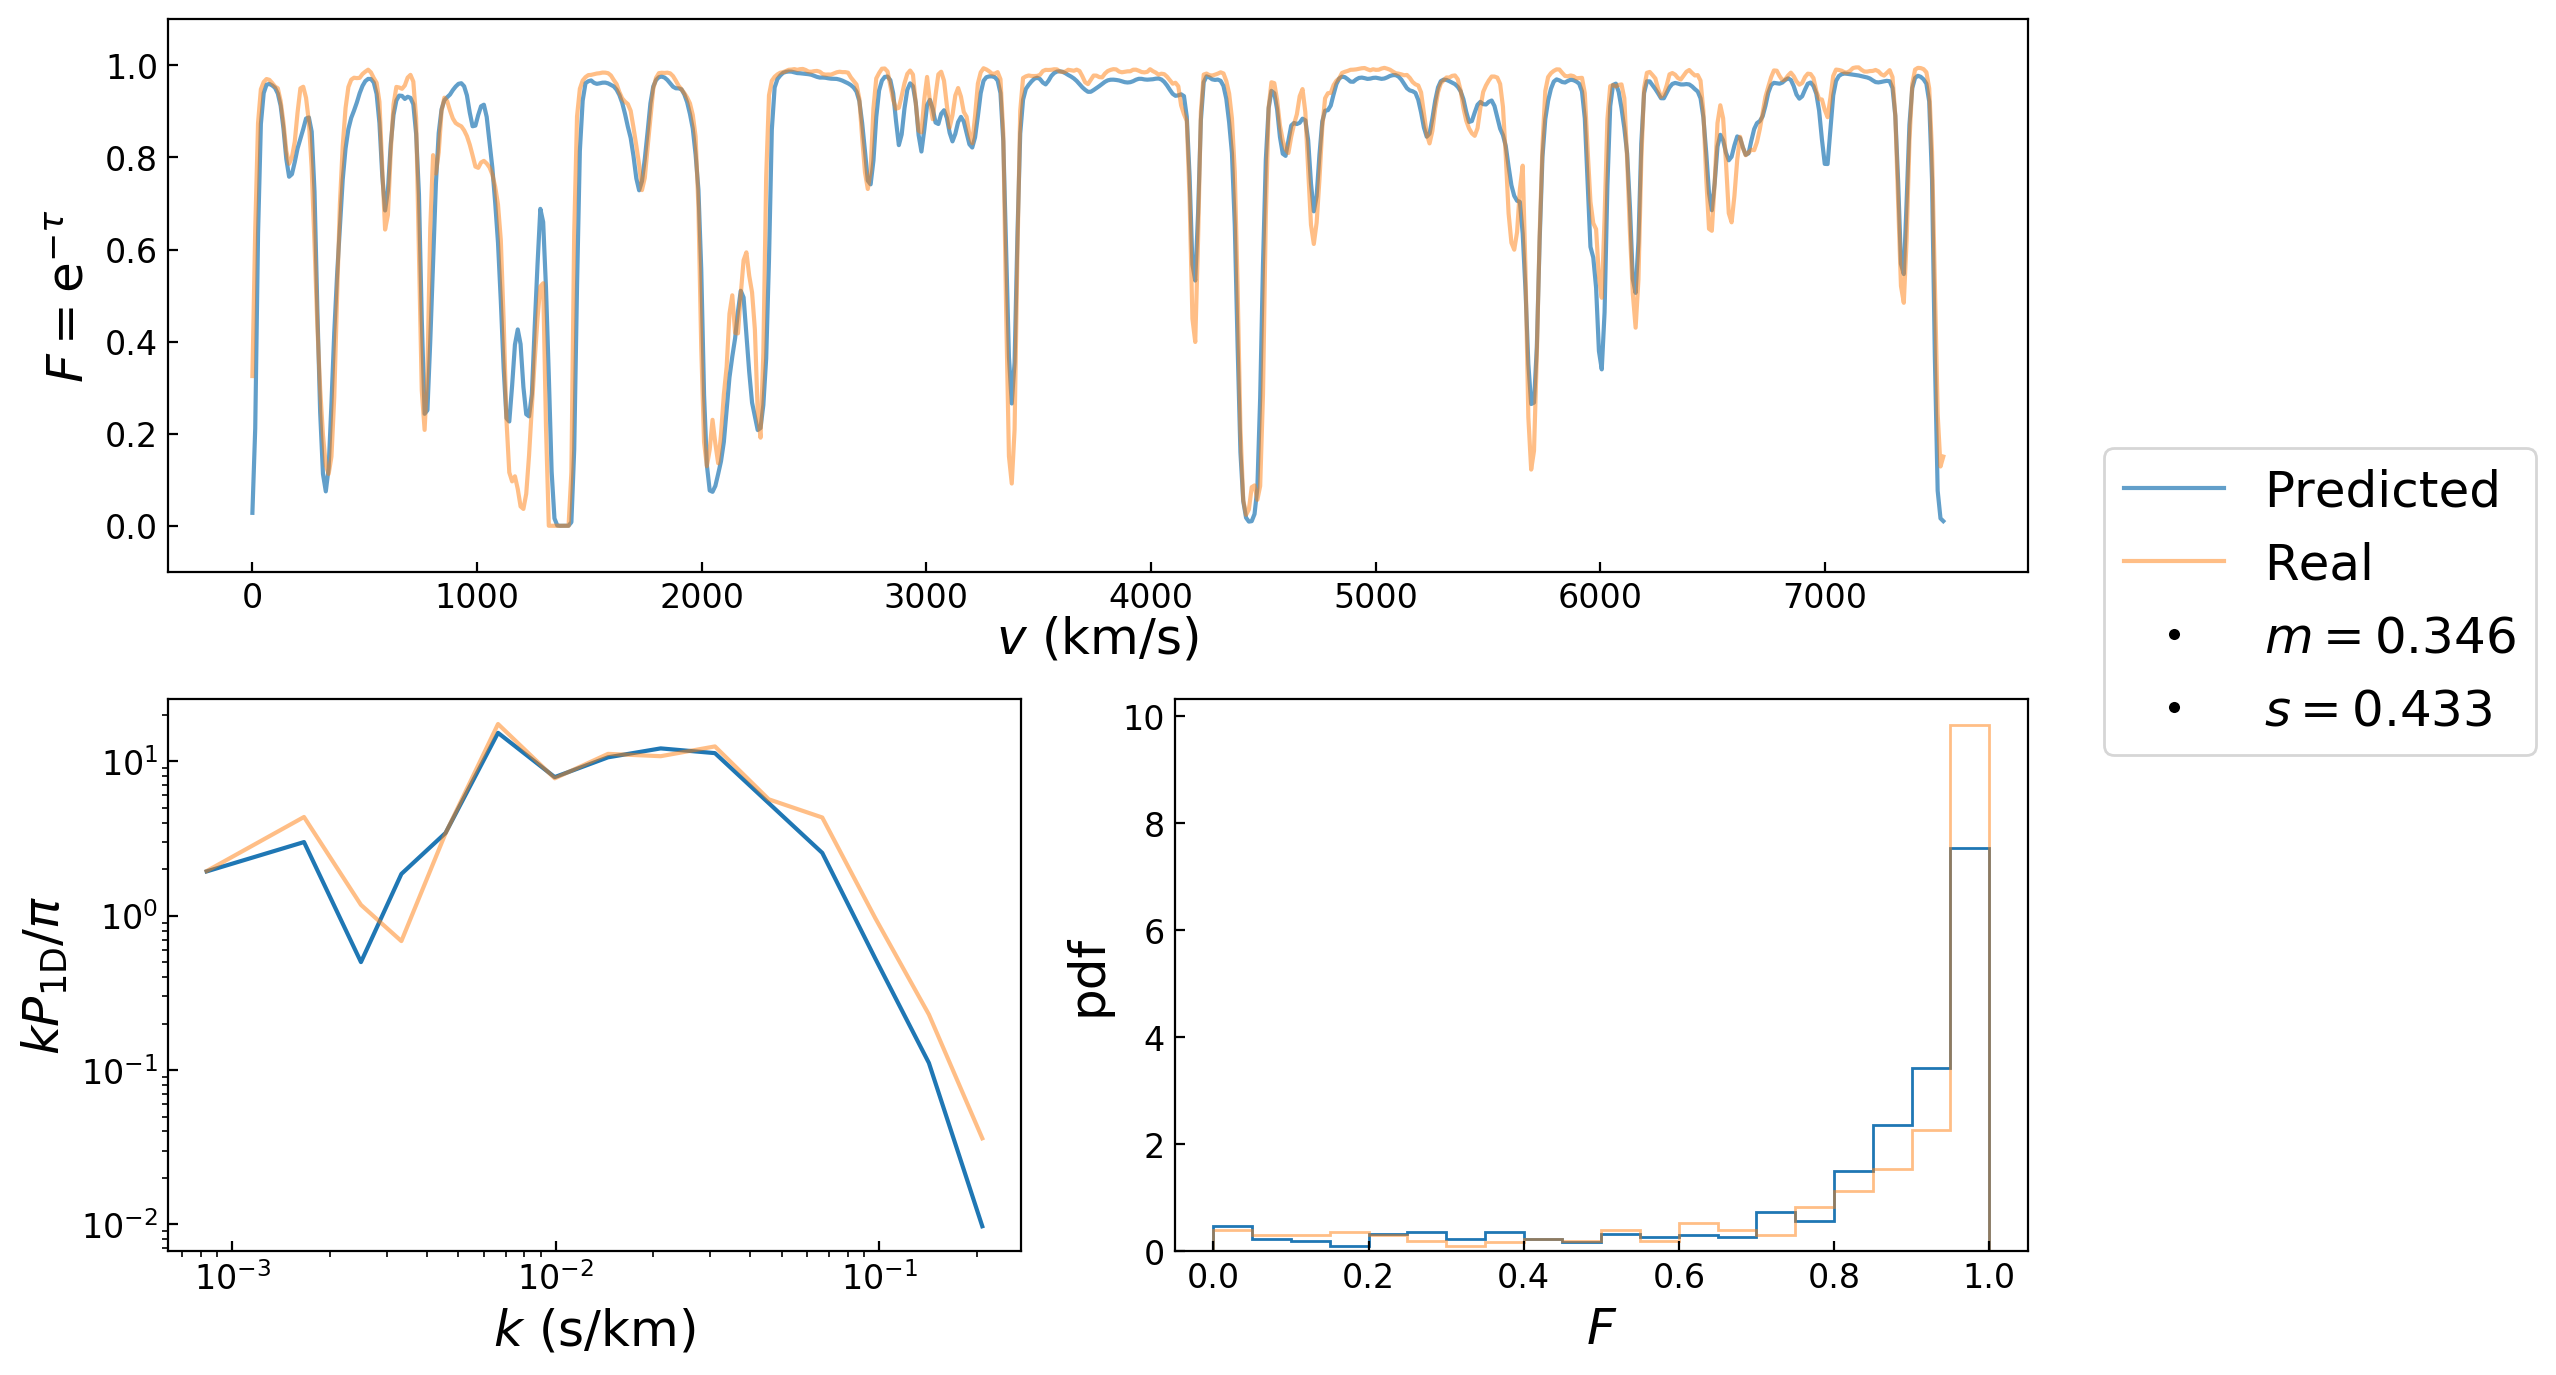 1.0
0.8
0.6
0.4
0.2
0.0
F = e^{-τ}
0 1000 2000 3000 4000 5000 6000 7000
v (km/s)
Predicted
Real
m = 0.346
s = 0.433
10^1
10^0
10^{-1}
10^{-2}
kP_{1D}/π
10^{-3} 10^{-2} 10^{-1}
k (s/km)
10
8
6
4
2
0
pdf
0.0 0.2 0.4 0.6 0.8 1.0
F